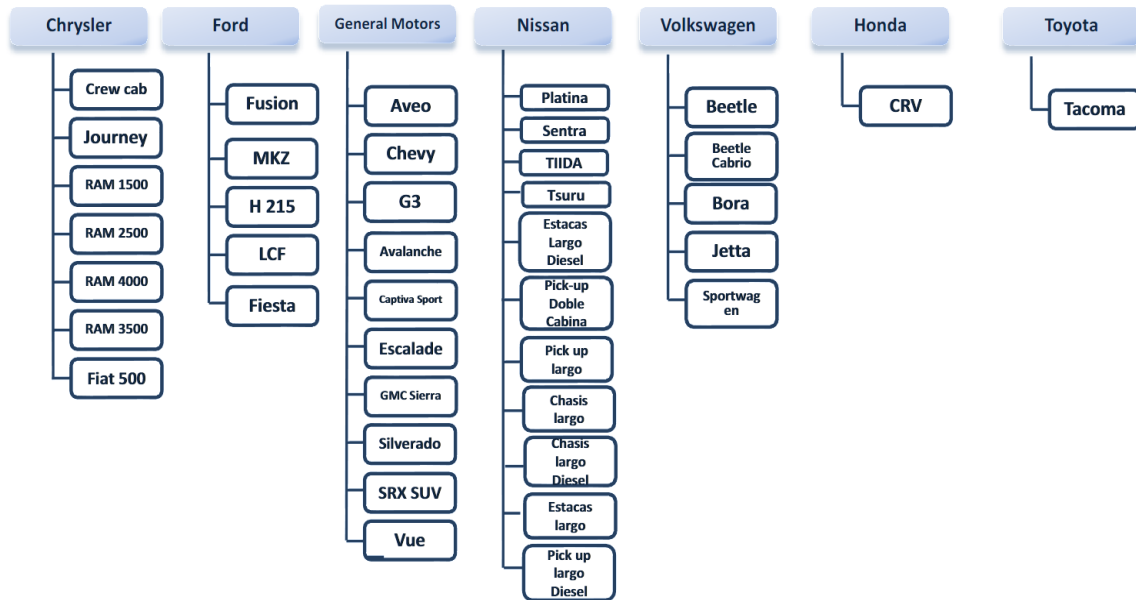 Chrysler
Crew cab
Journey
RAM 1500
RAM 2500
RAM 4000
RAM 3500
Fiat 500
Ford
Fusion
MKZ
H 215
LCF
Fiesta
General Motors
Aveo
Chevy
G3
Avalanche
Captiva Sport
Escalade
GMC Sierra
Silverado
SRX SUV
Vue
Nissan
Platina
Sentra
TIIDA
Tsuru
Estacas
Largo
Diesel
Pick-up
Doble
Cabina
Pick up
largo
Chasis
largo
Chasis
largo
Diesel
Estacas
largo
Pick up
largo
Diesel
Volkswagen
Beetle
Beetle
Cabrio
Bora
Jetta
Sportwag
en
Honda
CRV
Toyota
Tacoma